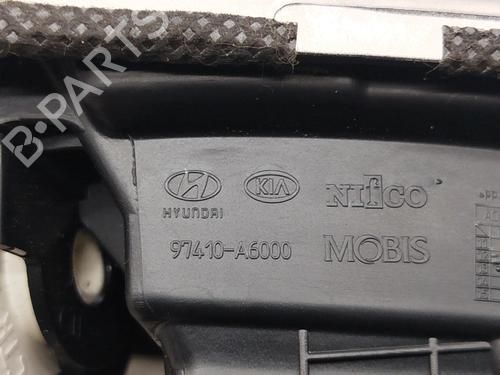 B-PARTS
HYUNDAI KIA NIfCO
97410-A6000 MOBIS